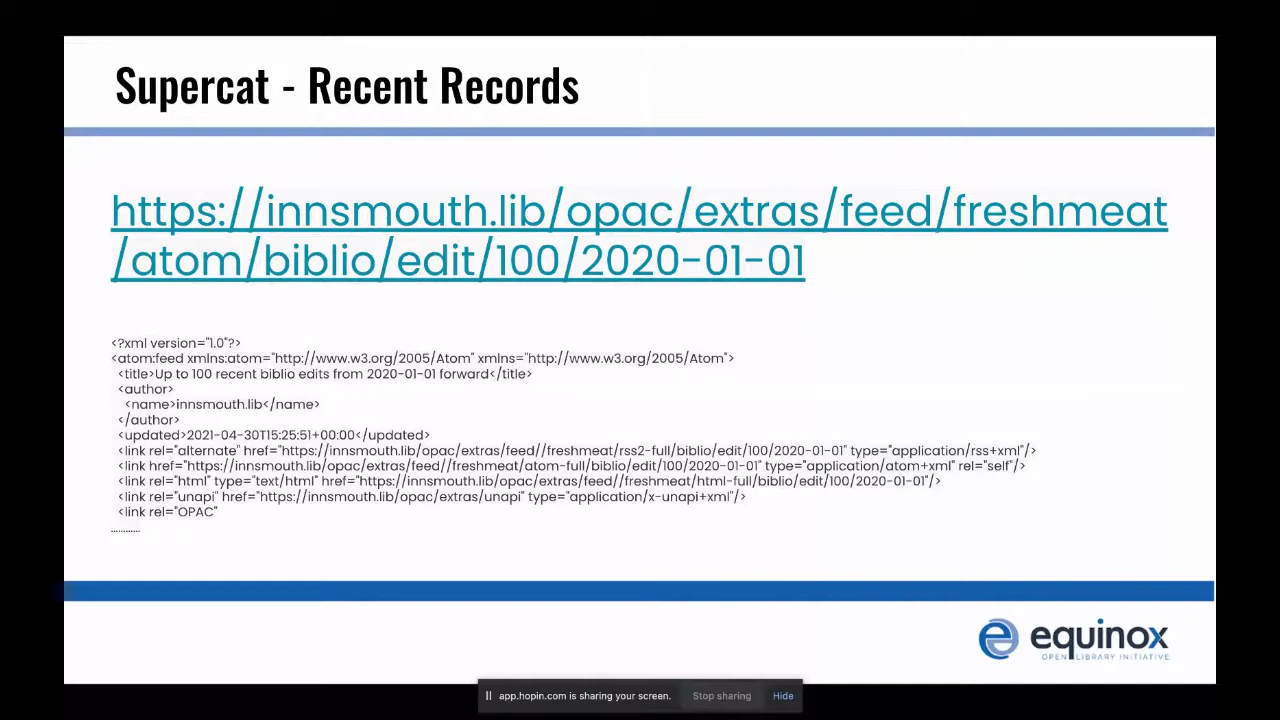 Supercat - Recent Records
https://innsmouth.lib/opac/extras/feed/freshmeat
/atom/biblio/edit/100/2020-01-01
<?xml version="1.0"?>
<atom:feed xmlns:atom="http://www.w3.org/2005/Atom" xmlns="http://www.w3.org/2005/Atom">
<title>Up to 100 recent biblio edits from 2020-01-01 forward</title>
<author>
<name>innsmouth.lib</name>
</author>
<updated>2021-04-30T15:25:51+00:00</updated>
<link rel="alternate" href="https://innsmouth.lib/opac/extras/feed//freshmeat/rss2-full/biblio/edit/100/2020-01-01" type="application/rss+xml"/>
<link href="https://innsmouth.lib/opac/extras/feed//freshmeat/atom-full/biblio/edit/100/2020-01-01" type="application/atom+xml" rel="self"/>
<link rel="html" type="text/html" href="https://innsmouth.lib/opac/extras/feed//freshmeat/html-full/biblio/edit/100/2020-01-01"/>
<link rel="unapi" href="https://innsmouth.lib/opac/extras/unapi" type="application/x-unapi+xml"/>
<link rel="OPAC"
............
equinox
OPEN LIBRARY INITIATIVE
app.hopin.com is sharing your screen. Stop sharing Hide